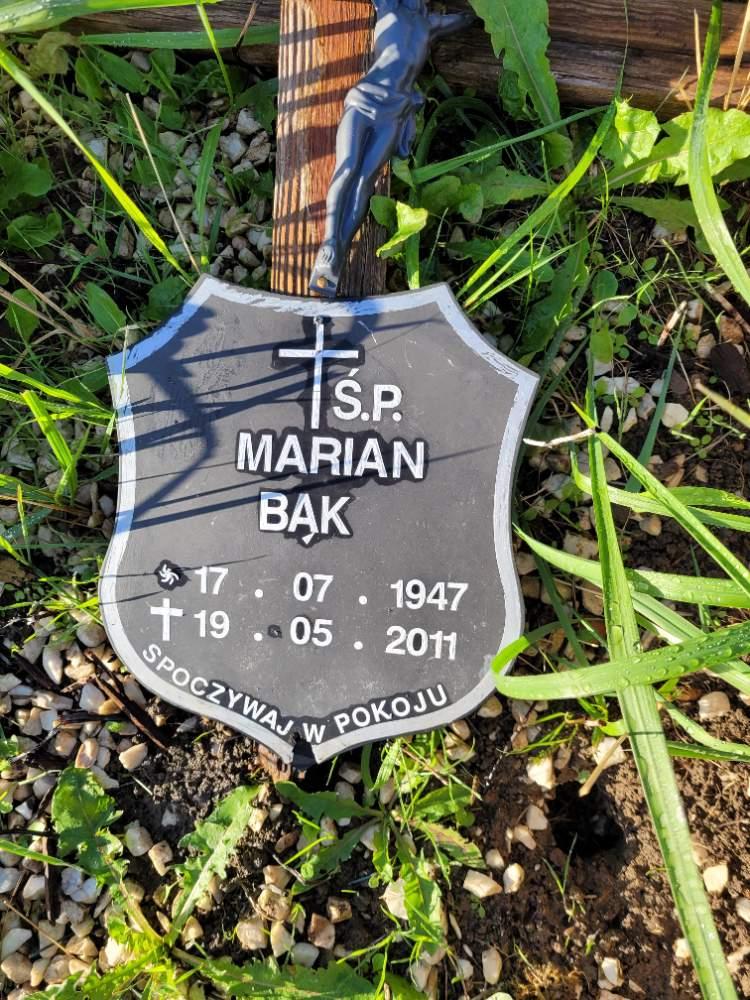 Ś.P.
MARIAN
BĄK
17 . 07 . 1947
19 . 05 . 2011
SPOCZYWAJ W POKOJU